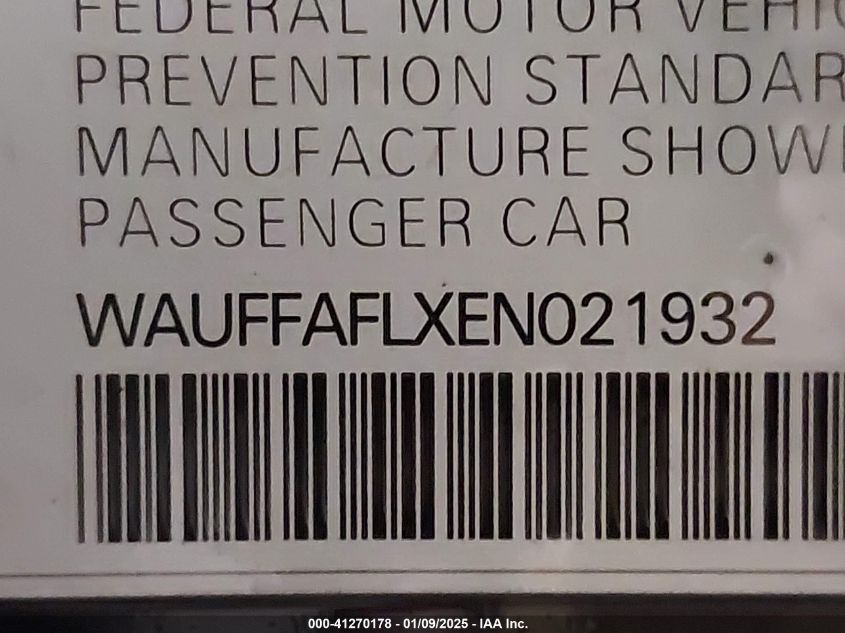 FEDERAL MOTOR VEHIC
PREVENTION STANDAR
MANUFACTURE SHOW
PASSENGER CAR
WAUFFAFLXEN021932
000-41270178 - 01/09/2025 - IAA Inc.